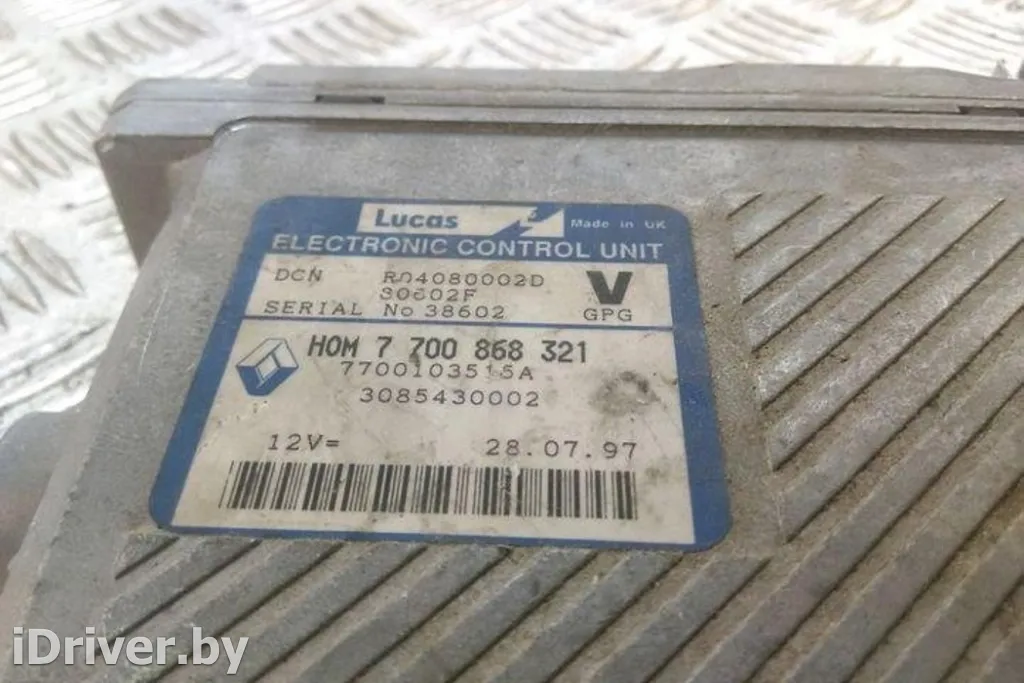 Lucas Made in UK
ELECTRONIC CONTROL UNIT
DCN R04080002D V
30602F
SERIAL No 38602 GPG
HOM 7 700 868 321
7700103515A
3085430002
12V= 28.07.97
iDriver.by